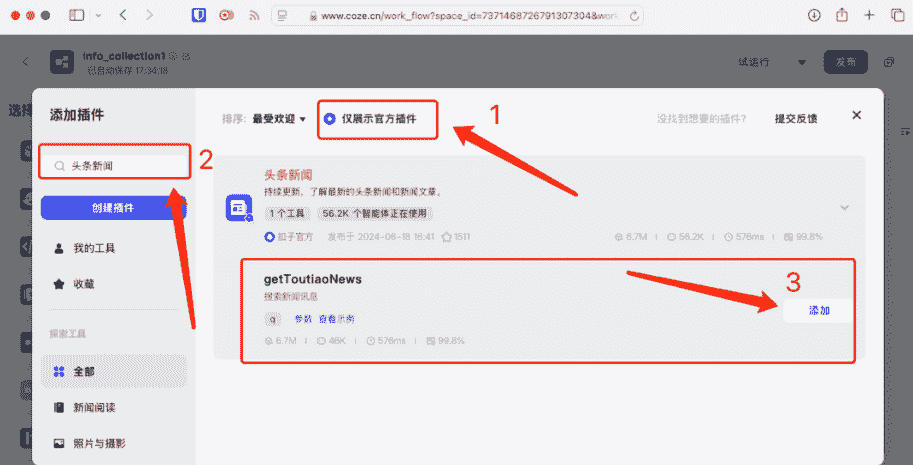 www.coze.cn/work_flow?space_id=7371468726791307304&work
info_collection1
已自动保存 17:34:18
试运行
发布
添加插件
排序: 最受欢迎
仅展示官方插件
1
没找到想要的插件?
提交反馈
头条新闻
2
创建插件
我的工具
收藏
探索工具
全部
新闻阅读
照片与摄影
头条新闻
持续更新，了解最新的头条新闻和新闻文章。
1 个工具
56.2K 个智能体正在使用
扣子官方 发布于 2024-06-18 16:41 1511
6.7M 56.2K 576ms 99.8%
getToutiaoNews
搜索新闻讯息
q 参数 查看示例
6.7M 46K 576ms 99.8%
3
添加